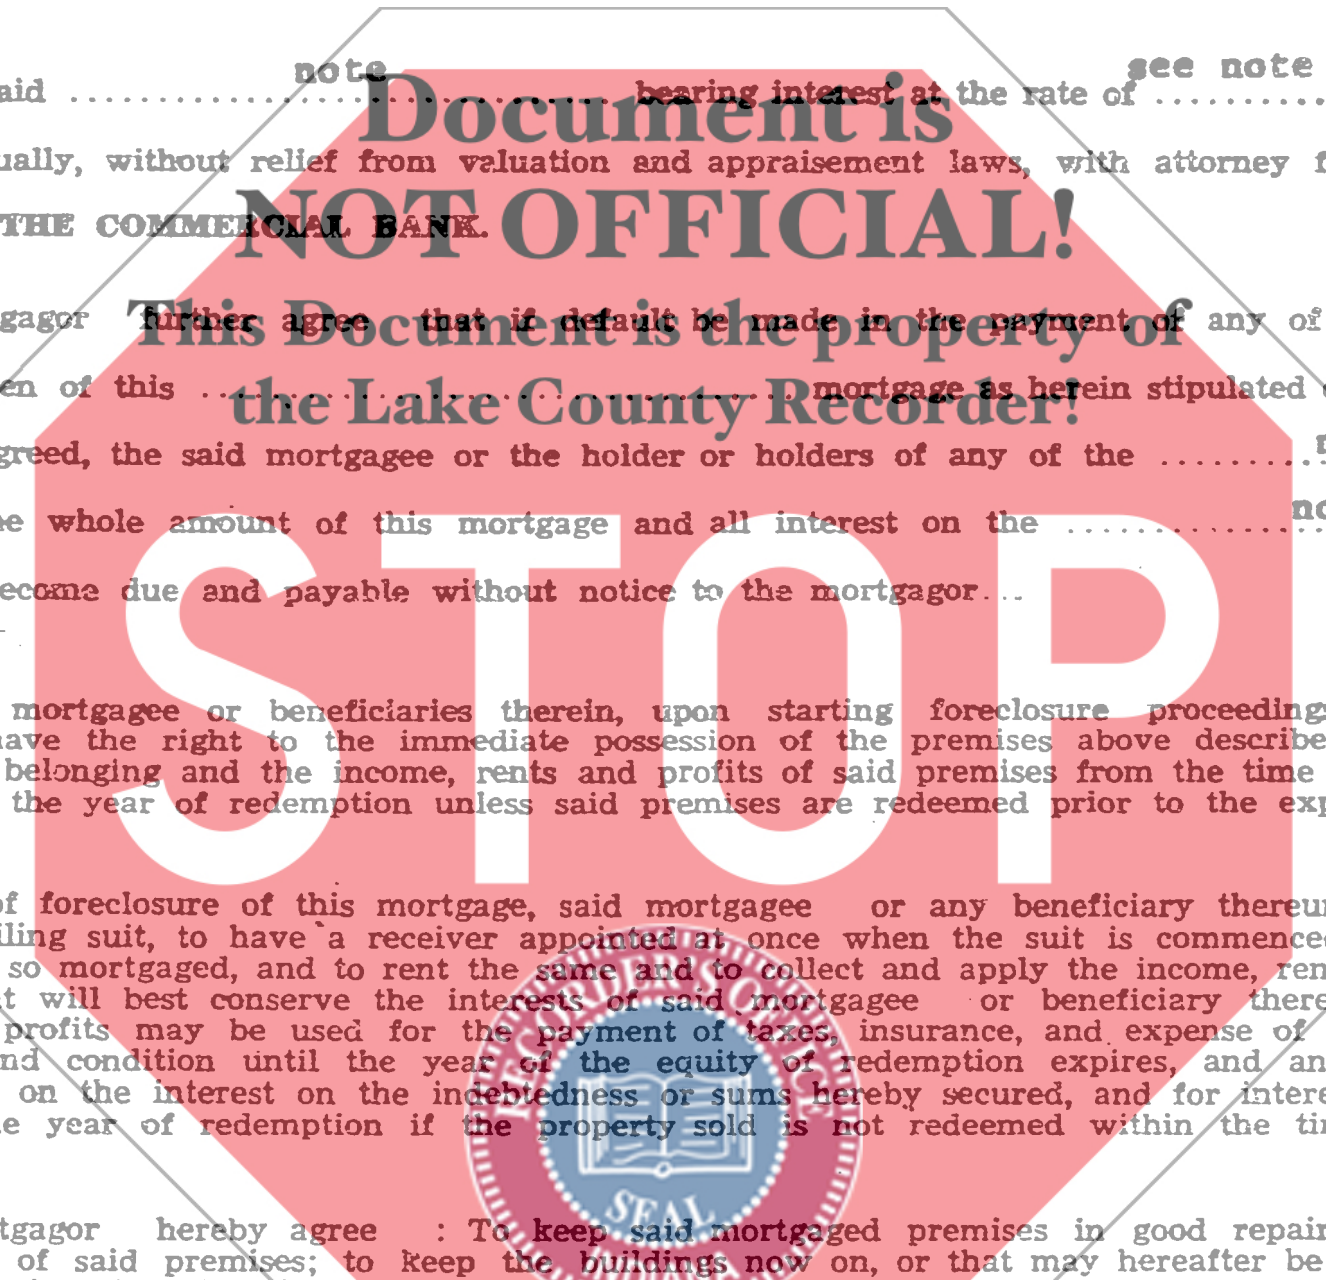 note see note
aid bearing interest at the rate of
ually, without relief from valuation and appraisement laws, with attorney f
THE COMMERCIAL BANK.
gagor further agree that if default be made in the payment of any of
en of this mortgage as herein stipulated
greed, the said mortgagee or the holder or holders of any of the
no
e whole amount of this mortgage and all interest on the
ecome due and payable without notice to the mortgagor...
mortgagee or beneficiaries therein, upon starting foreclosure proceedings
have the right to the immediate possession of the premises above describe
belonging and the income, rents and profits of said premises from the time
the year of redemption unless said premises are redeemed prior to the exp
of foreclosure of this mortgage, said mortgagee or any beneficiary thereu
iling suit, to have a receiver appointed at once when the suit is commenced
so mortgaged, and to rent the same and to collect and apply the income, ren
t will best conserve the interests of said mortgagee or beneficiary there
profits may be used for the payment of taxes, insurance, and expense of
nd condition until the year of the equity of redemption expires, and an
on the interest on the indebtedness or sums hereby secured, and for intere
e year of redemption if the property sold is not redeemed within the tim
tgagor hereby agree : To keep said mortgaged premises in good repair
of said premises; to keep the buildings now on, or that may hereafter be
Document is
NOT OFFICIAL!
This Document is the property of
the Lake County Recorder!
STOP
RECORDER'S OFFICE
SEAL
INDIANA